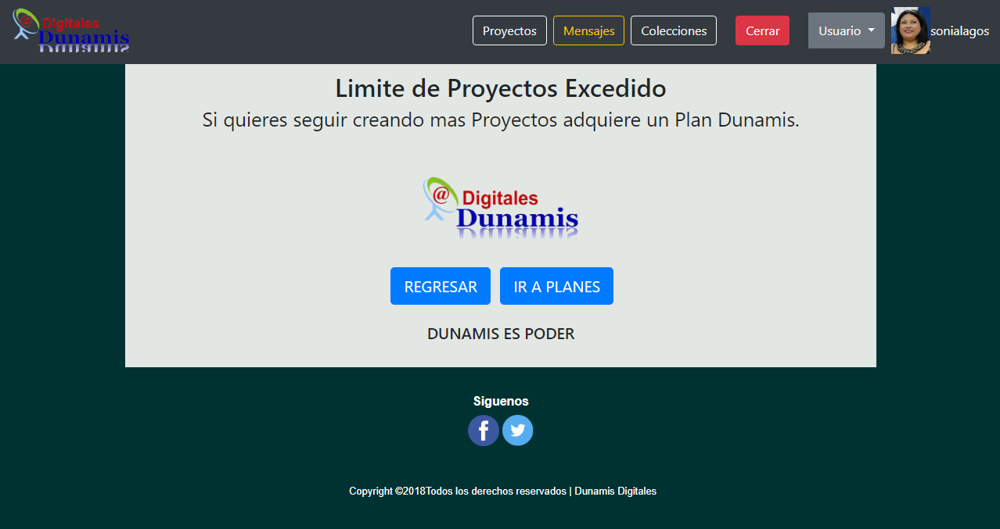 @ Digitales
Dunamis
Proyectos
Mensajes
Colecciones
Cerrar
Usuario
sonialagos
Limite de Proyectos Excedido
Si quieres seguir creando mas Proyectos adquiere un Plan Dunamis.
@ Digitales
Dunamis
REGRESAR
IR A PLANES
DUNAMIS ES PODER
Siguenos
Copyright ©2018Todos los derechos reservados | Dunamis Digitales